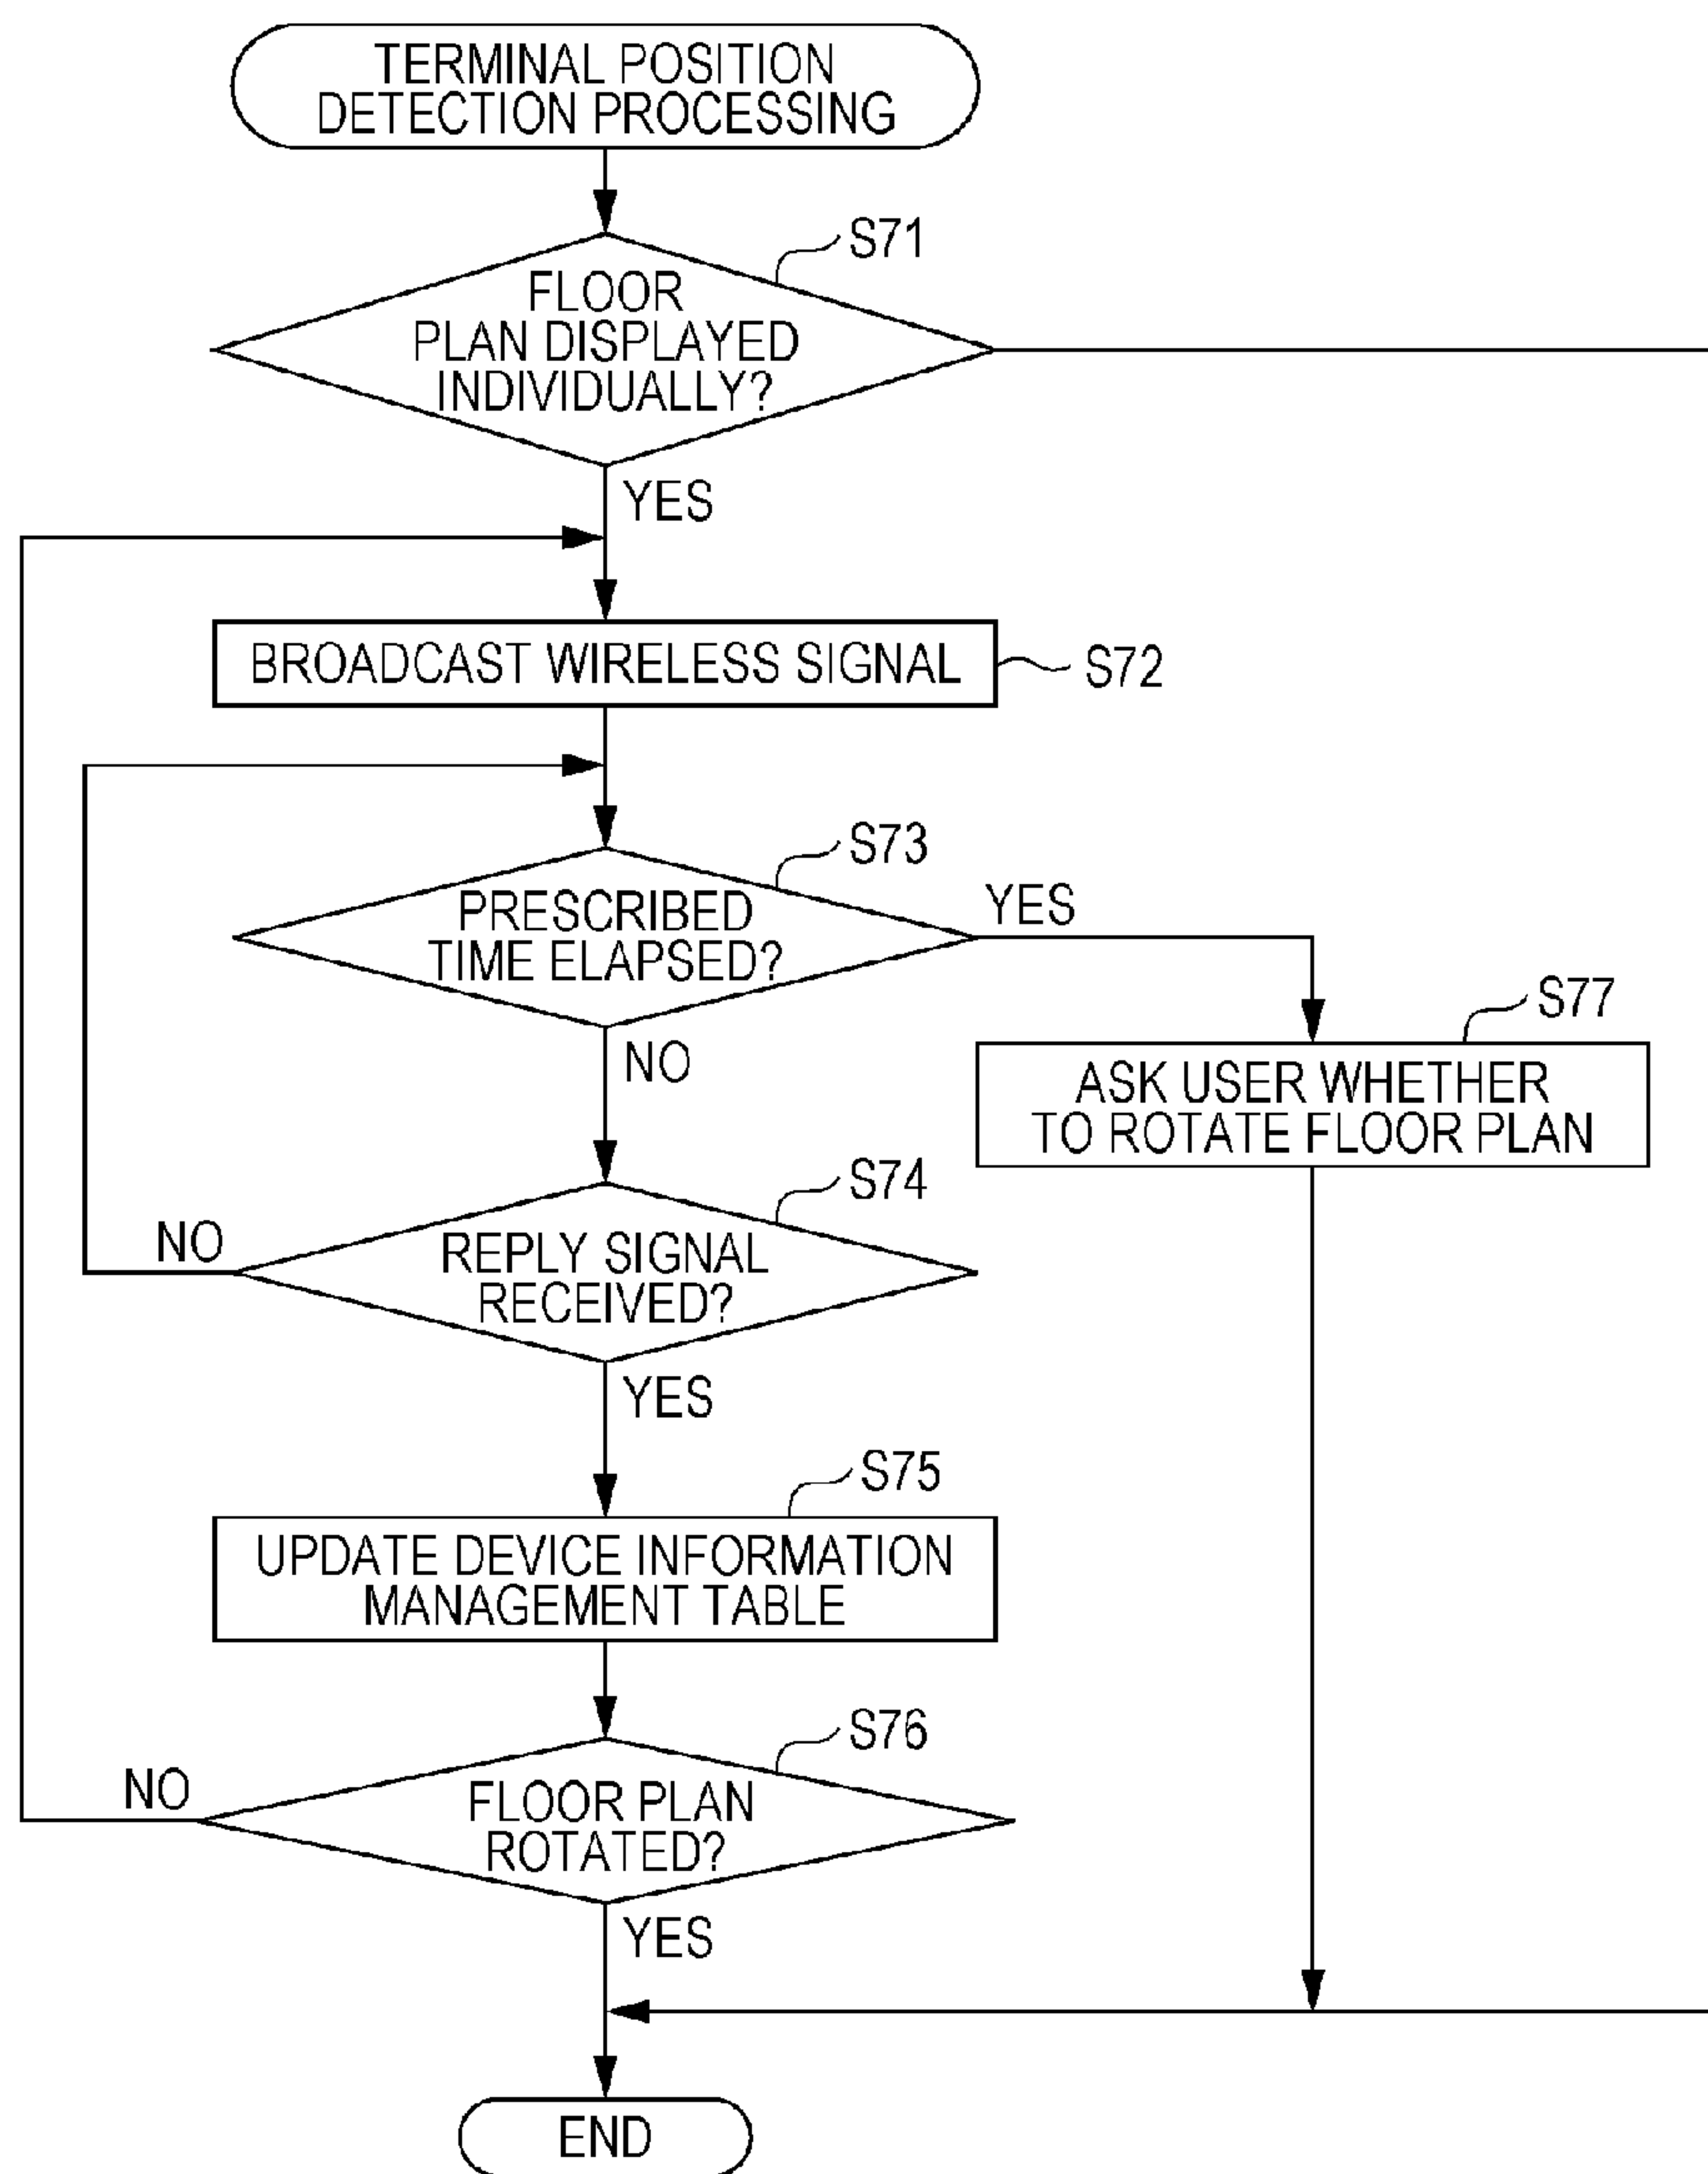 TERMINAL POSITION
DETECTION PROCESSING
S71
FLOOR
PLAN DISPLAYED
INDIVIDUALLY?
YES
BROADCAST WIRELESS SIGNAL
S72
S73
PRESCRIBED
TIME ELAPSED?
YES
NO
S77
ASK USER WHETHER
TO ROTATE FLOOR PLAN
S74
REPLY SIGNAL
RECEIVED?
NO
YES
S75
UPDATE DEVICE INFORMATION
MANAGEMENT TABLE
S76
FLOOR PLAN
ROTATED?
NO
YES
END